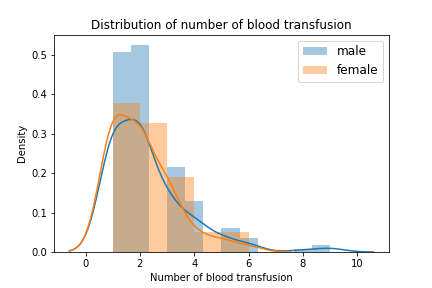 Distribution of number of blood transfusion
male
female
Density
0.5
0.4
0.3
0.2
0.1
0.0
0
2
4
6
8
10
Number of blood transfusion